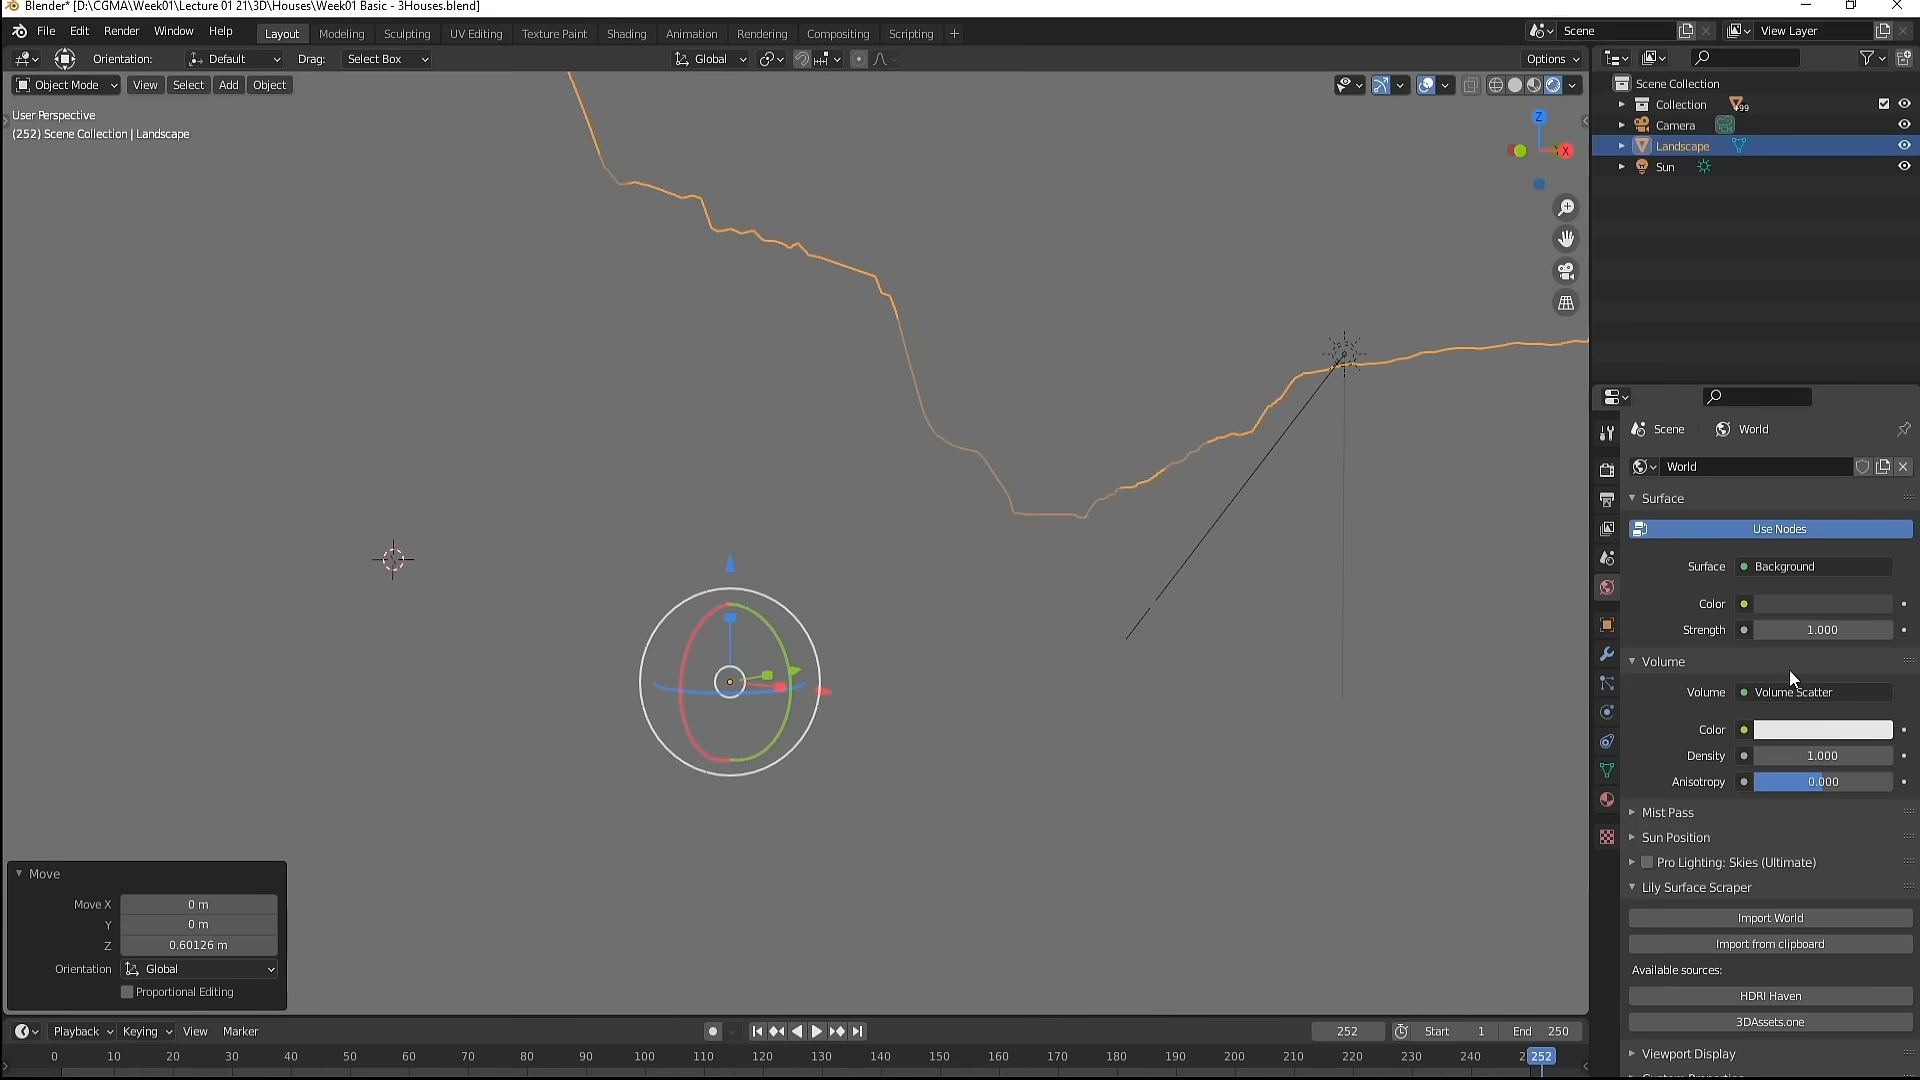 Blender* [D:\CGMA\Week01\Lecture 01 21\3D\Houses\Week01 Basic - 3Houses.blend]
File Edit Render Window Help Layout Modeling Sculpting UV Editing Texture Paint Shading Animation Rendering Compositing Scripting + Scene View Layer
Orientation: Default Drag: Select Box Global Options
Object Mode View Select Add Object
User Perspective
(252) Scene Collection | Landscape
Z
X
Scene Collection
Collection 99
Camera
Landscape
Sun
Scene World
World
Surface
Use Nodes
Surface Background
Color
Strength 1.000
Volume
Volume Volume Scatter
Color
Density 1.000
Anisotropy 0.000
Mist Pass
Sun Position
Pro Lighting: Skies (Ultimate)
Lily Surface Scraper
Import World
Import from clipboard
Available sources:
HDRI Haven
3DAssets.one
Viewport Display
Move
Move X 0 m
Y 0 m
Z 0.60126 m
Orientation Global
Proportional Editing
Playback Keying View Marker 252 Start 1 End 250
0 10 20 30 40 50 60 70 80 90 100 110 120 130 140 150 160 170 180 190 200 210 220 230 240 252